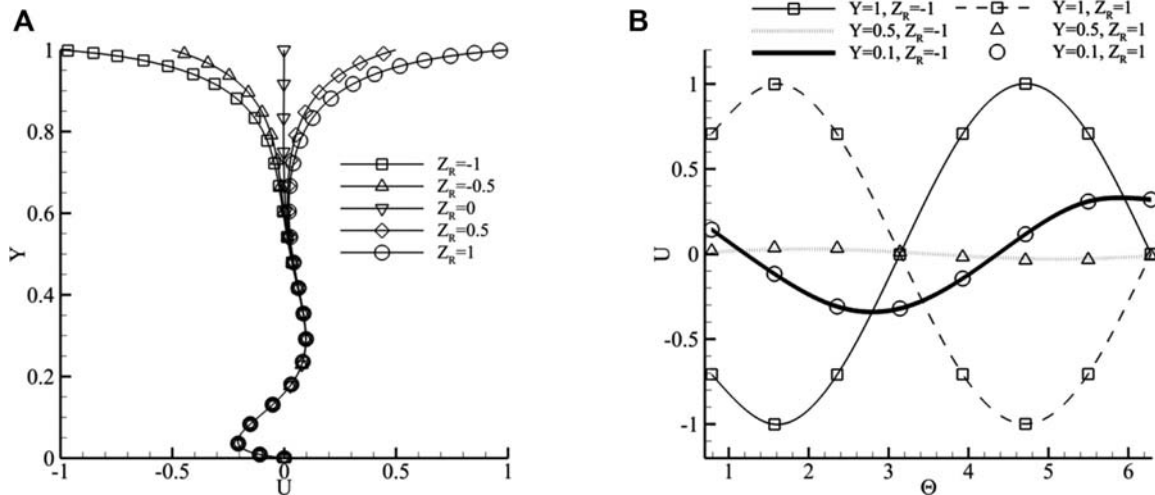 A
1
0.8
0.6
Y
0.4
0.2
0
-1
-0.5
0
0.5
1
U
Z_R=-1
Z_R=-0.5
Z_R=0
Z_R=0.5
Z_R=1
B
Y=1, Z_R=-1
Y=1, Z_R=1
Y=0.5, Z_R=-1
Y=0.5, Z_R=1
Y=0.1, Z_R=-1
Y=0.1, Z_R=1
1
0.5
U
0
-0.5
-1
1
2
3
4
5
6
Θ